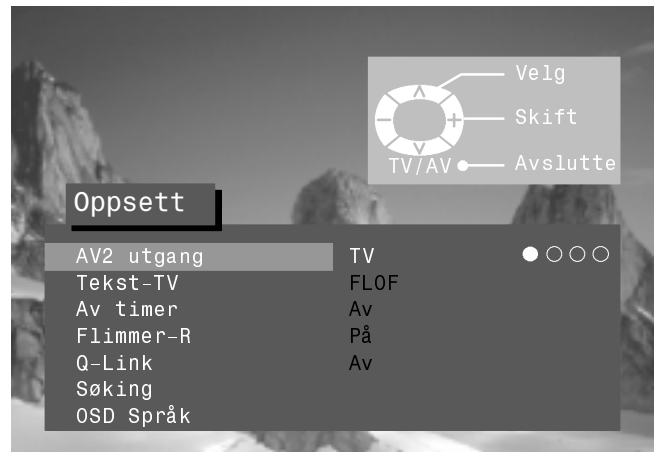 Velg
Skift
TV/AV Avslutte
Oppsett
AV2 utgang TV
Tekst-TV FLOF
Av timer Av
Flimmer-R På
Q-Link Av
Søking
OSD Språk